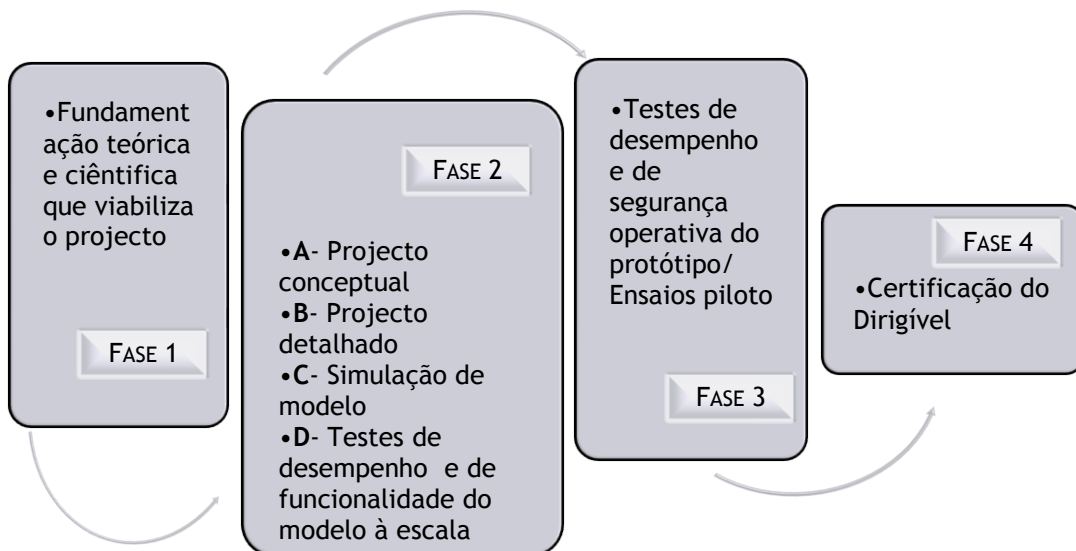 •Fundament
ação teórica
e ciêntifica
que viabiliza
o projecto
FASE 1
FASE 2
•A- Projecto
conceptual
•B- Projecto
detalhado
•C- Simulação de
modelo
•D- Testes de
desempenho e de
funcionalidade do
modelo à escala
•Testes de
desempenho
e de
segurança
operativa do
protótipo/
Ensaios piloto
FASE 3
FASE 4
•Certificação do
Dirigível